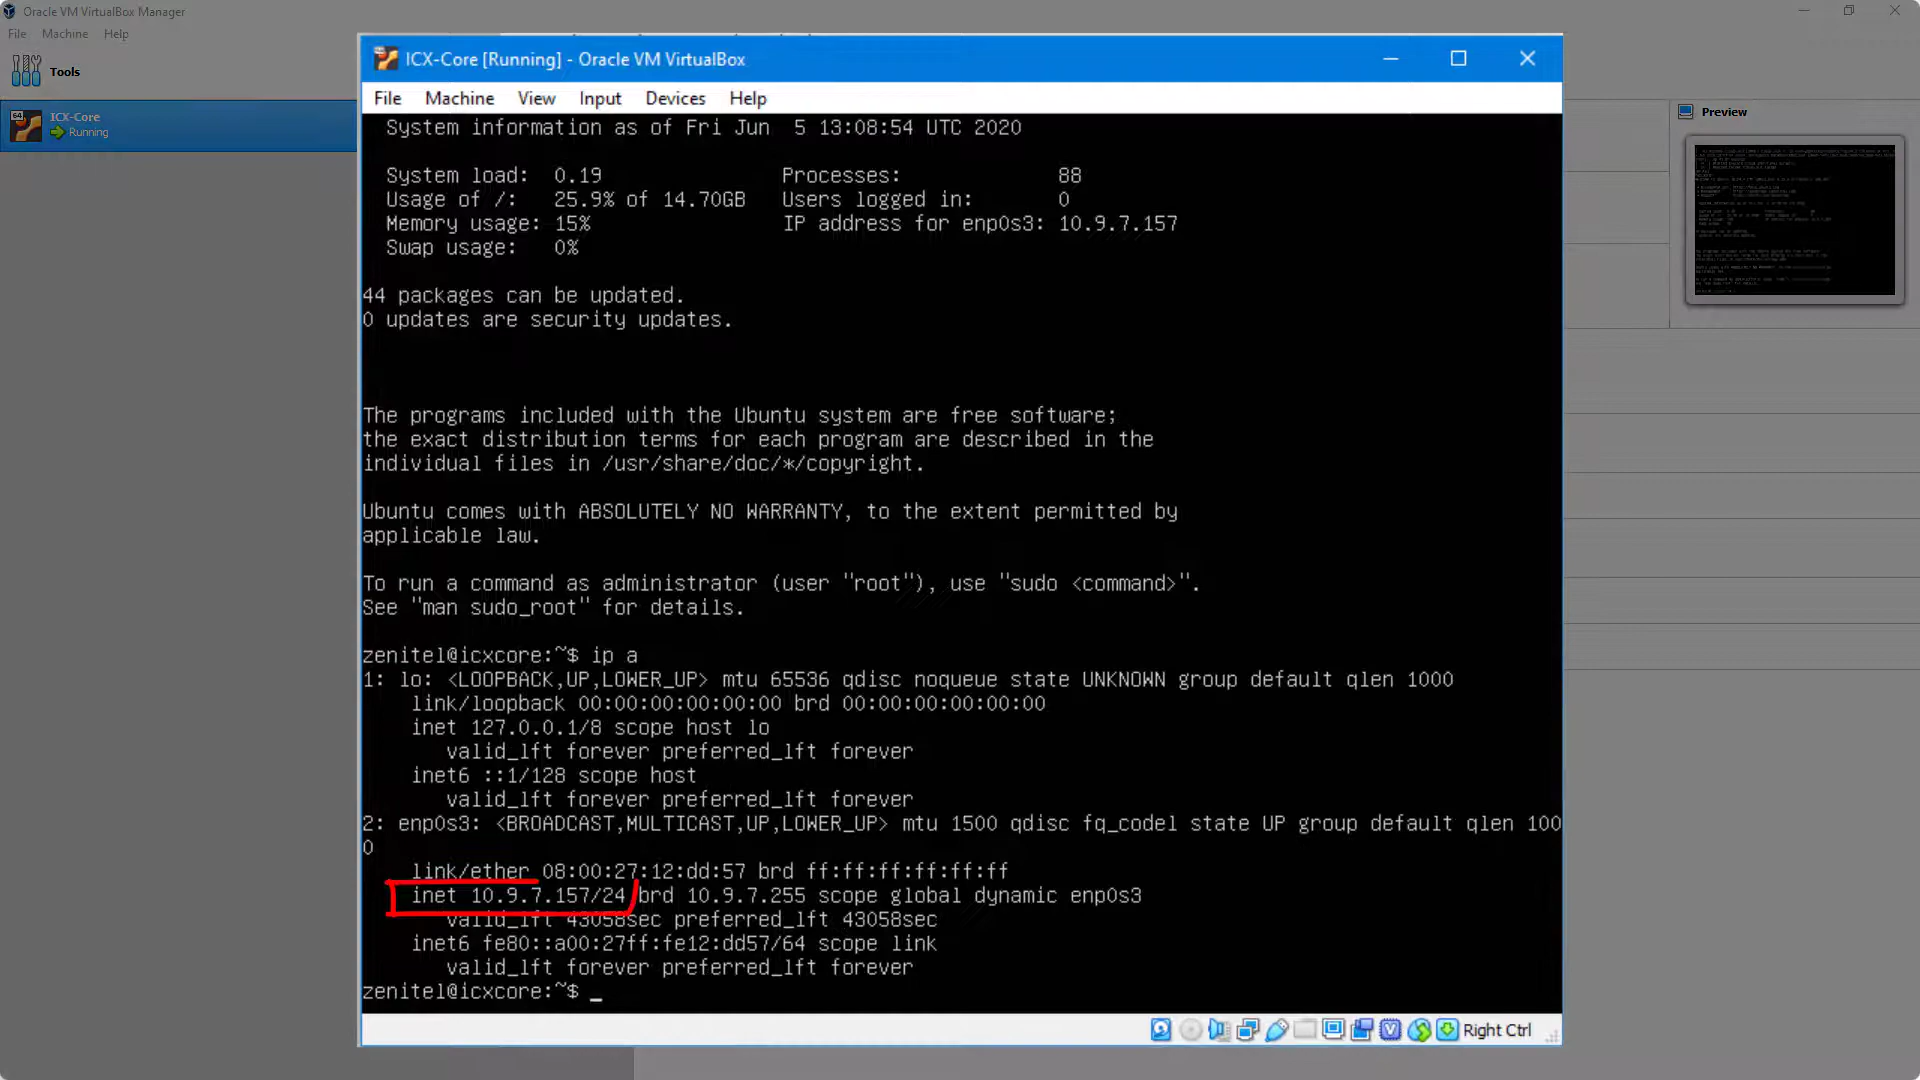 Oracle VM VirtualBox Manager
File Machine Help
Tools
ICX-Core
Running
64
Preview
ICX-Core [Running] - Oracle VM VirtualBox
File Machine View Input Devices Help
System information as of Fri Jun  5 13:08:54 UTC 2020
System load:  0.19 Processes: 88
Usage of /:  25.9% of 14.70GB Users logged in: 0
Memory usage: 15% IP address for enp0s3: 10.9.7.157
Swap usage:  0%
44 packages can be updated.
0 updates are security updates.
The programs included with the Ubuntu system are free software;
the exact distribution terms for each program are described in the
individual files in /usr/share/doc/*/copyright.
Ubuntu comes with ABSOLUTELY NO WARRANTY, to the extent permitted by
applicable law.
To run a command as administrator (user "root"), use "sudo <command>".
See "man sudo_root" for details.
zenitel@icxcore:~$ ip a
1: lo: <LOOPBACK,UP,LOWER_UP> mtu 65536 qdisc noqueue state UNKNOWN group default qlen 1000
link/loopback 00:00:00:00:00:00 brd 00:00:00:00:00:00
inet 127.0.0.1/8 scope host lo
valid_lft forever preferred_lft forever
inet6 ::1/128 scope host
valid_lft forever preferred_lft forever
2: enp0s3: <BROADCAST,MULTICAST,UP,LOWER_UP> mtu 1500 qdisc fq_codel state UP group default qlen 100
0
link/ether 08:00:27:12:dd:57 brd ff:ff:ff:ff:ff:ff
inet 10.9.7.157/24 brd 10.9.7.255 scope global dynamic enp0s3
valid_lft 43058sec preferred_lft 43058sec
inet6 fe80::a00:27ff:fe12:dd57/64 scope link
valid_lft forever preferred_lft forever
zenitel@icxcore:~$ _
Right Ctrl